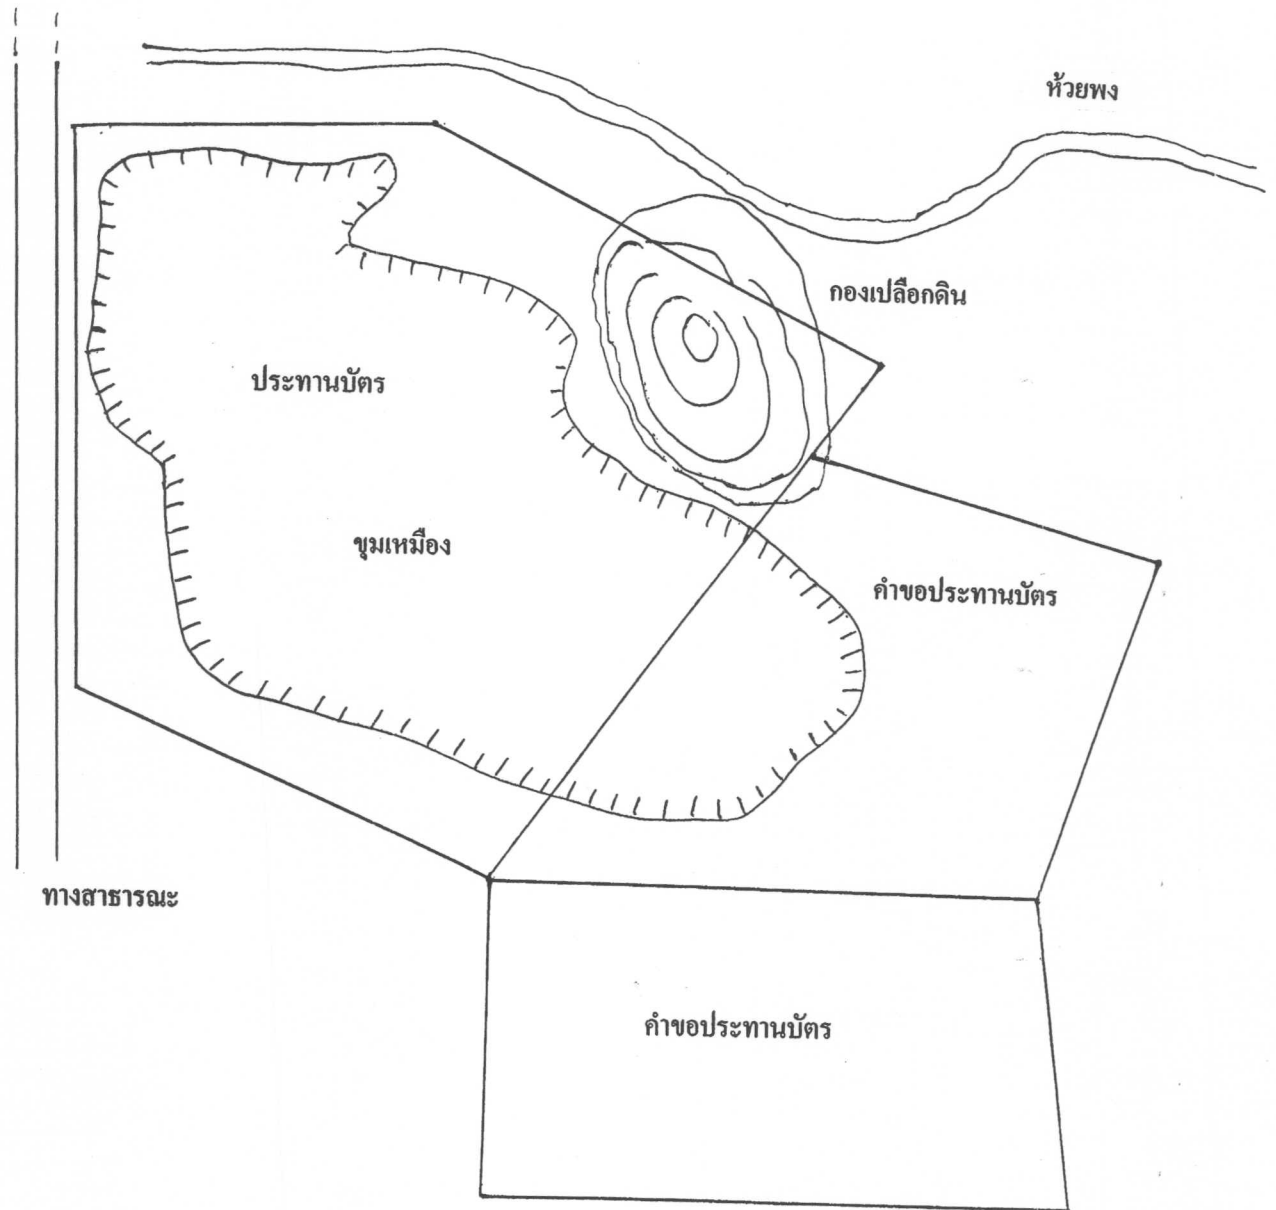 ห้วยพง
กองเปลือกดิน
ประทานบัตร
ขุมเหมือง
คำขอประทานบัตร
ทางสาธารณะ
คำขอประทานบัตร